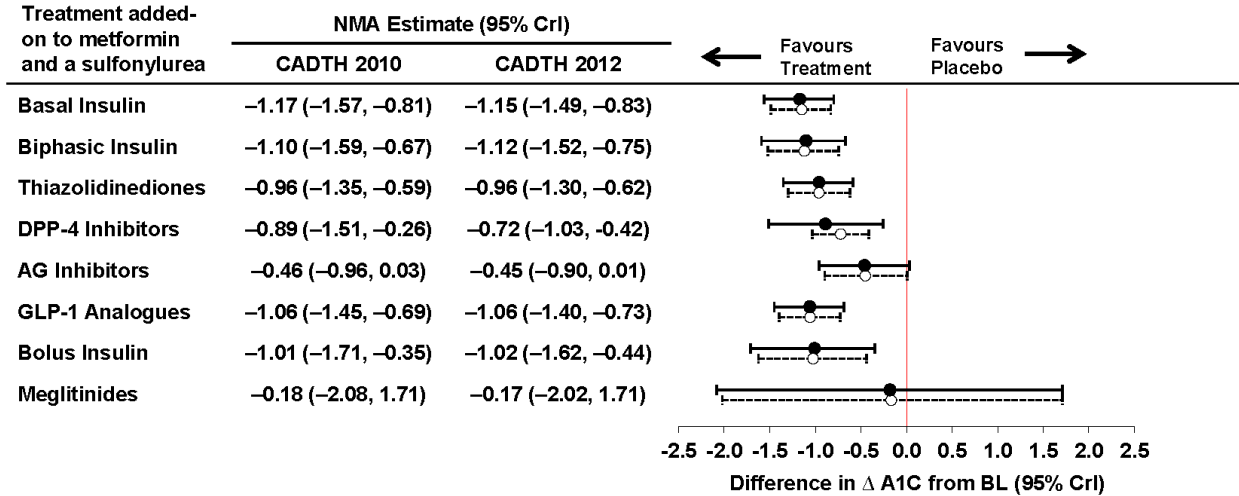 Treatment added-
on to metformin
and a sulfonylurea
NMA Estimate (95% CrI)
CADTH 2010 CADTH 2012
Favours
Treatment
Favours
Placebo
Basal Insulin –1.17 (–1.57, –0.81) –1.15 (–1.49, –0.83)
Biphasic Insulin –1.10 (–1.59, –0.67) –1.12 (–1.52, –0.75)
Thiazolidinediones –0.96 (–1.35, –0.59) –0.96 (–1.30, –0.62)
DPP-4 Inhibitors –0.89 (–1.51, –0.26) –0.72 (–1.03, -0.42)
AG Inhibitors –0.46 (–0.96, 0.03) –0.45 (–0.90, 0.01)
GLP-1 Analogues –1.06 (–1.45, –0.69) –1.06 (–1.40, –0.73)
Bolus Insulin –1.01 (–1.71, –0.35) –1.02 (–1.62, –0.44)
Meglitinides –0.18 (–2.08, 1.71) –0.17 (–2.02, 1.71)
-2.5 -2.0 -1.5 -1.0 -0.5 0.0 0.5 1.0 1.5 2.0 2.5
Difference in Δ A1C from BL (95% CrI)